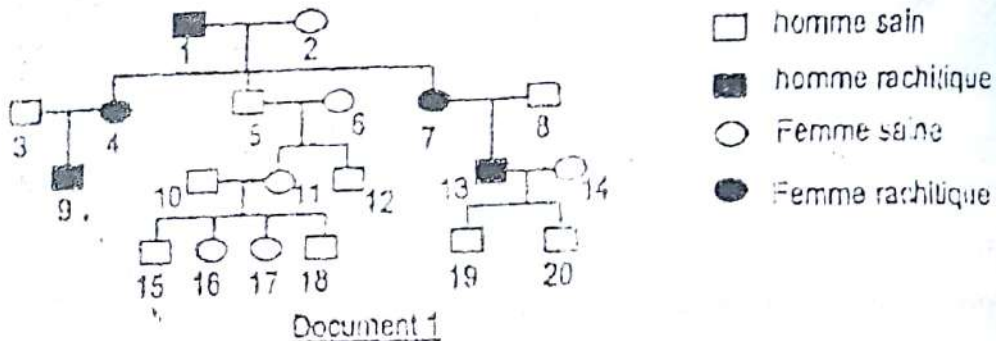 homme sain
1 2
homme rachitique
3 4 5 6 7 8
Femme saine
9 10 11 12 13 14
Femme rachitique
15 16 17 18 19 20
Document 1